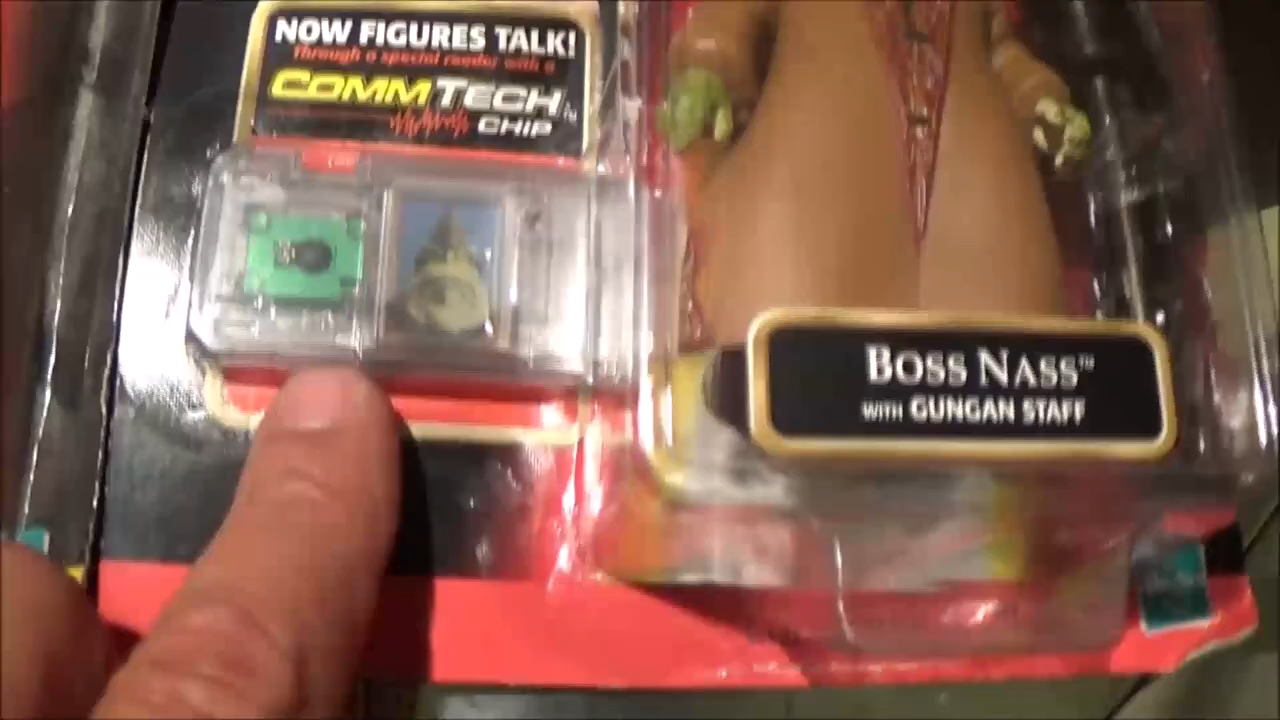 NOW FIGURES TALK!
Through a special reader with a
COMMTECH™
CHIP
BOSS NASS™
WITH GUNGAN STAFF